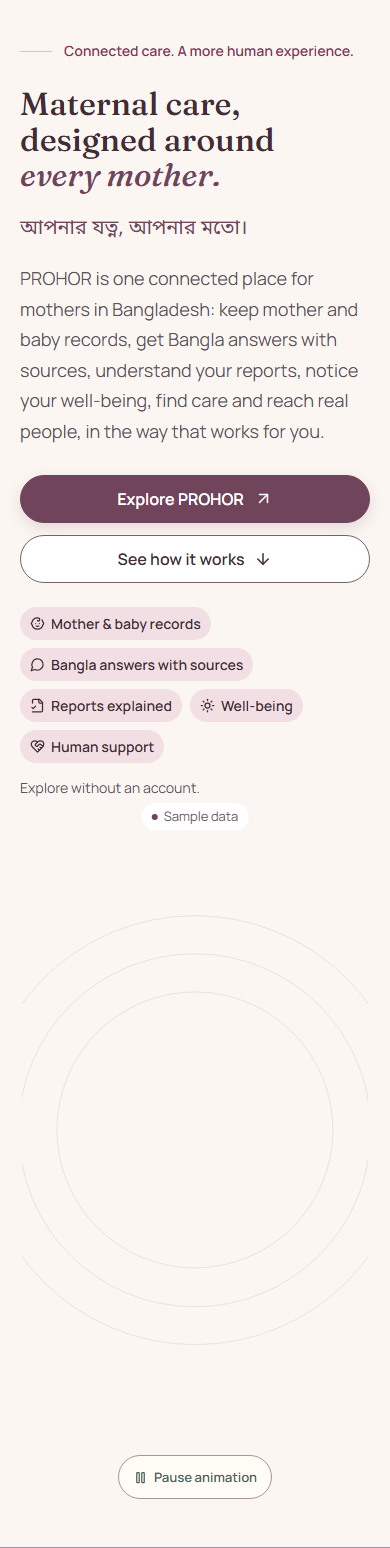 Connected care. A more human experience.
Maternal care,
designed around
every mother.
আপনার যত্ন, আপনার মতো।
PROHOR is one connected place for
mothers in Bangladesh: keep mother and
baby records, get Bangla answers with
sources, understand your reports, notice
your well-being, find care and reach real
people, in the way that works for you.
Explore PROHOR
See how it works
Mother & baby records
Bangla answers with sources
Reports explained
Well-being
Human support
Explore without an account.
Sample data
Pause animation